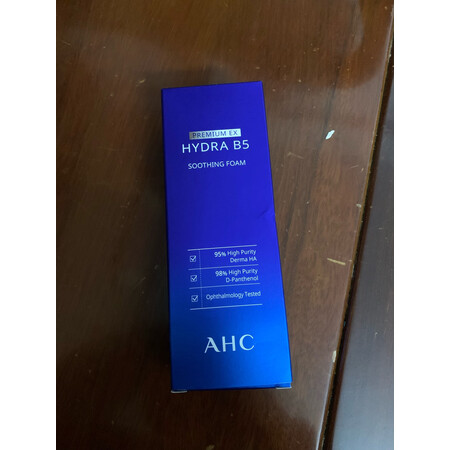 PREMIUM EX
HYDRA B5
SOOTHING FOAM
95% High Purity
Derma HA
98% High Purity
D-Panthenol
Ophthalmology Tested
AHC